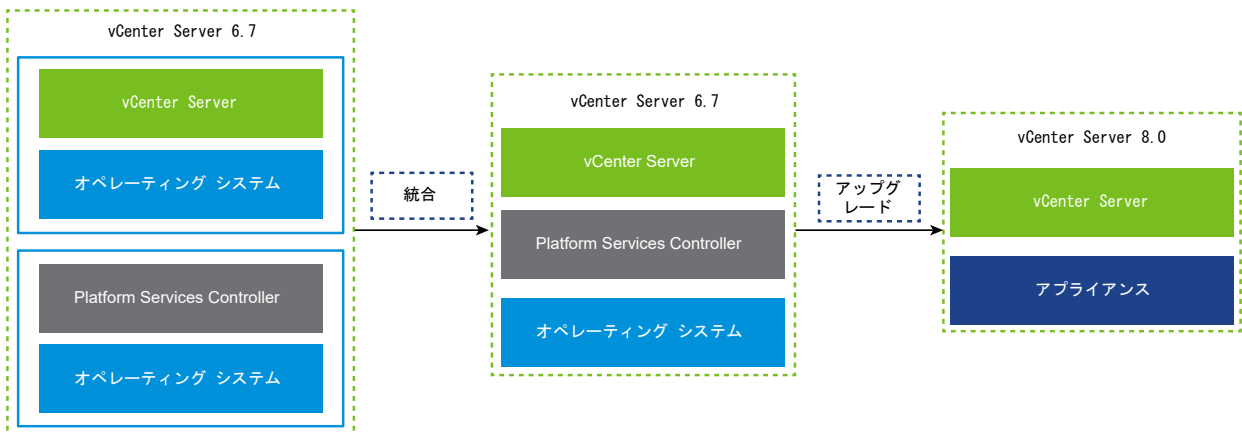 vCenter Server 6.7
vCenter Server
オペレーティング システム
Platform Services Controller
オペレーティング システム
統合
vCenter Server 6.7
vCenter Server
Platform Services Controller
オペレーティング システム
アップグ
レード
vCenter Server 8.0
vCenter Server
アプライアンス